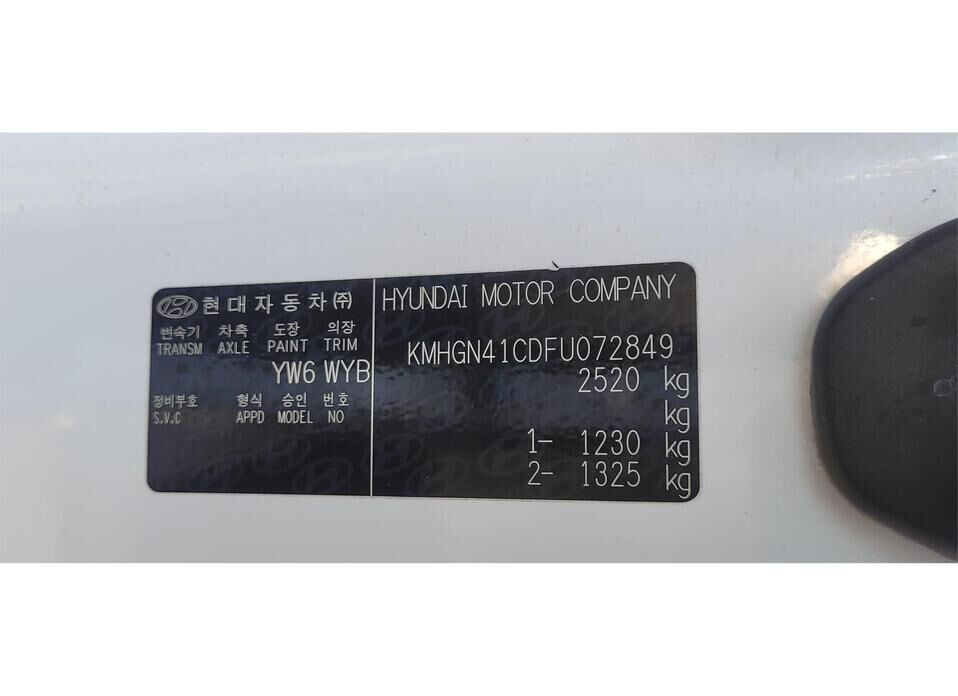 현대자동차㈜
변속기 차축 도장 의장
TRANSM AXLE PAINT TRIM
YW6 WYB
정비부호 형식 승인 번호
S.V.C APPD MODEL NO
HYUNDAI MOTOR COMPANY
KMHGN41CDFU072849
2520 kg
kg
1- 1230 kg
2- 1325 kg